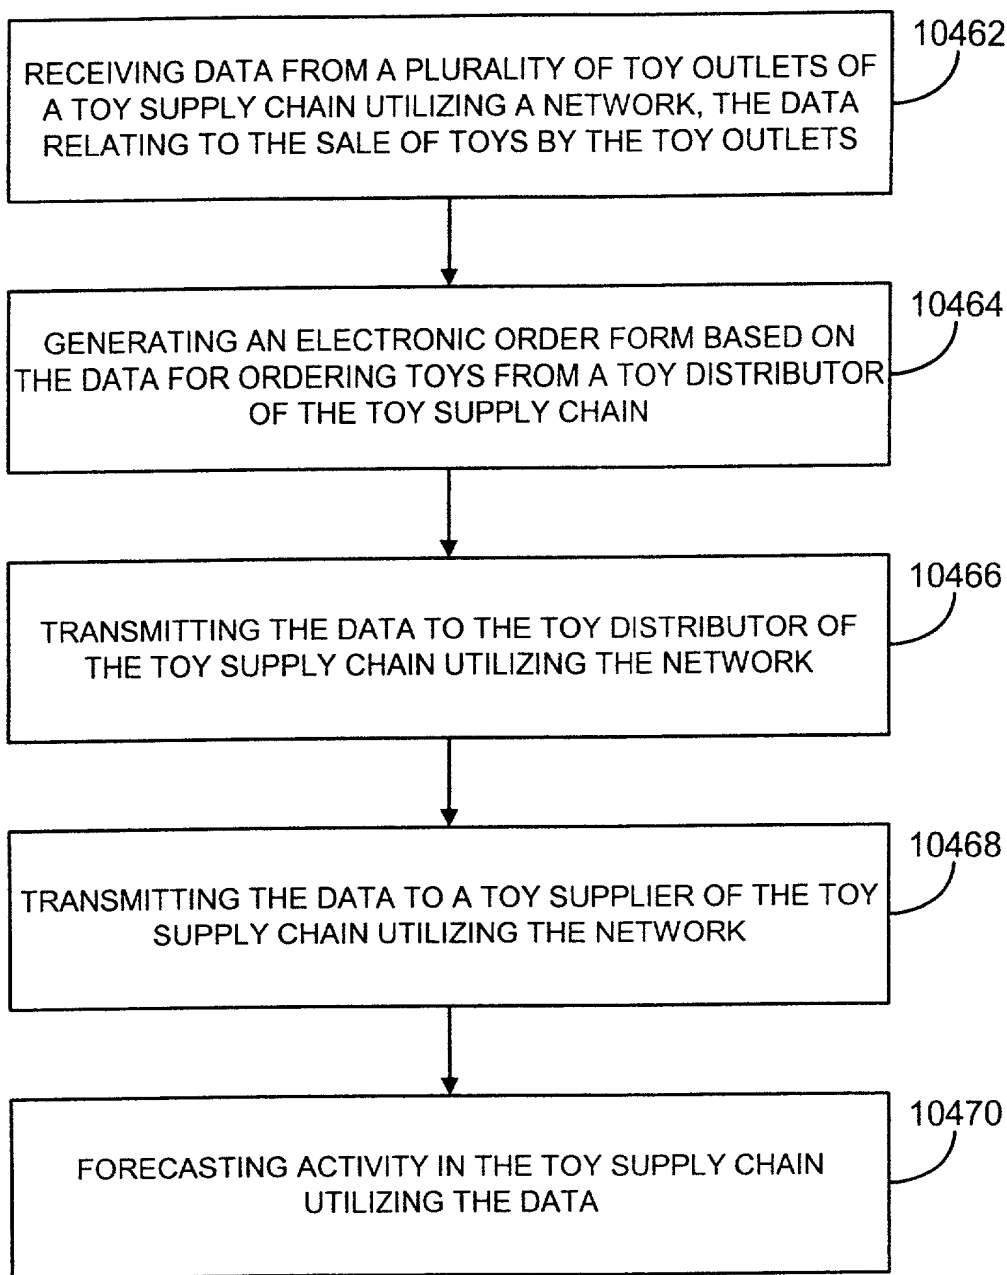 10462
RECEIVING DATA FROM A PLURALITY OF TOY OUTLETS OF
A TOY SUPPLY CHAIN UTILIZING A NETWORK, THE DATA
RELATING TO THE SALE OF TOYS BY THE TOY OUTLETS
10464
GENERATING AN ELECTRONIC ORDER FORM BASED ON
THE DATA FOR ORDERING TOYS FROM A TOY DISTRIBUTOR
OF THE TOY SUPPLY CHAIN
10466
TRANSMITTING THE DATA TO THE TOY DISTRIBUTOR OF
THE TOY SUPPLY CHAIN UTILIZING THE NETWORK
10468
TRANSMITTING THE DATA TO A TOY SUPPLIER OF THE TOY
SUPPLY CHAIN UTILIZING THE NETWORK
10470
FORECASTING ACTIVITY IN THE TOY SUPPLY CHAIN
UTILIZING THE DATA